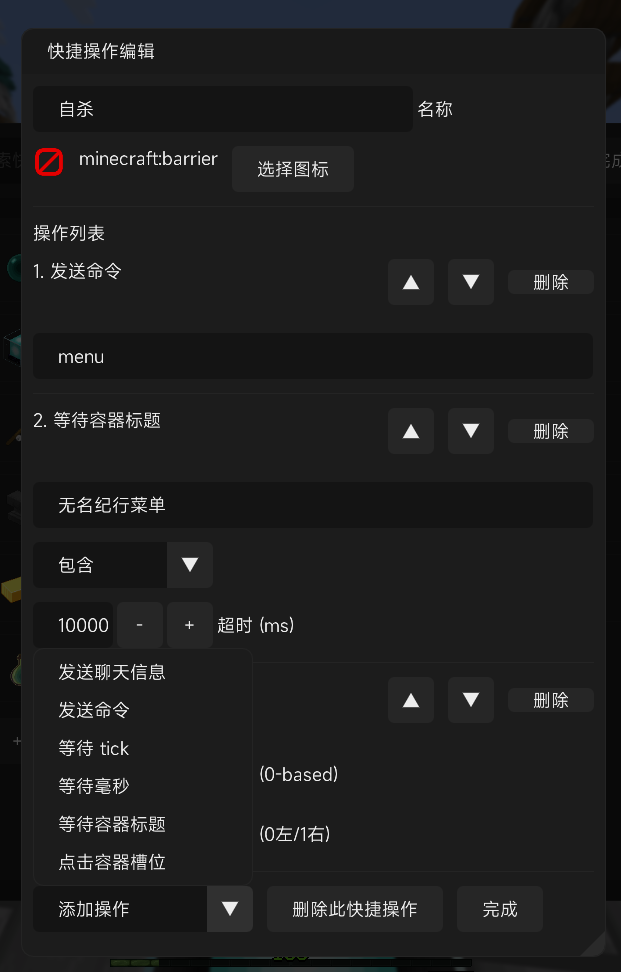 快捷操作编辑
自杀 名称
minecraft:barrier 选择图标
操作列表
1. 发送命令 ▲ ▼ 删除
menu
2. 等待容器标题 ▲ ▼ 删除
无名纪行菜单
包含 ▼
10000 - + 超时 (ms)
发送聊天信息
发送命令 ▲ ▼ 删除
等待 tick
等待毫秒 (0-based)
等待容器标题 (0左/1右)
点击容器槽位
添加操作 ▼ 删除此快捷操作 完成